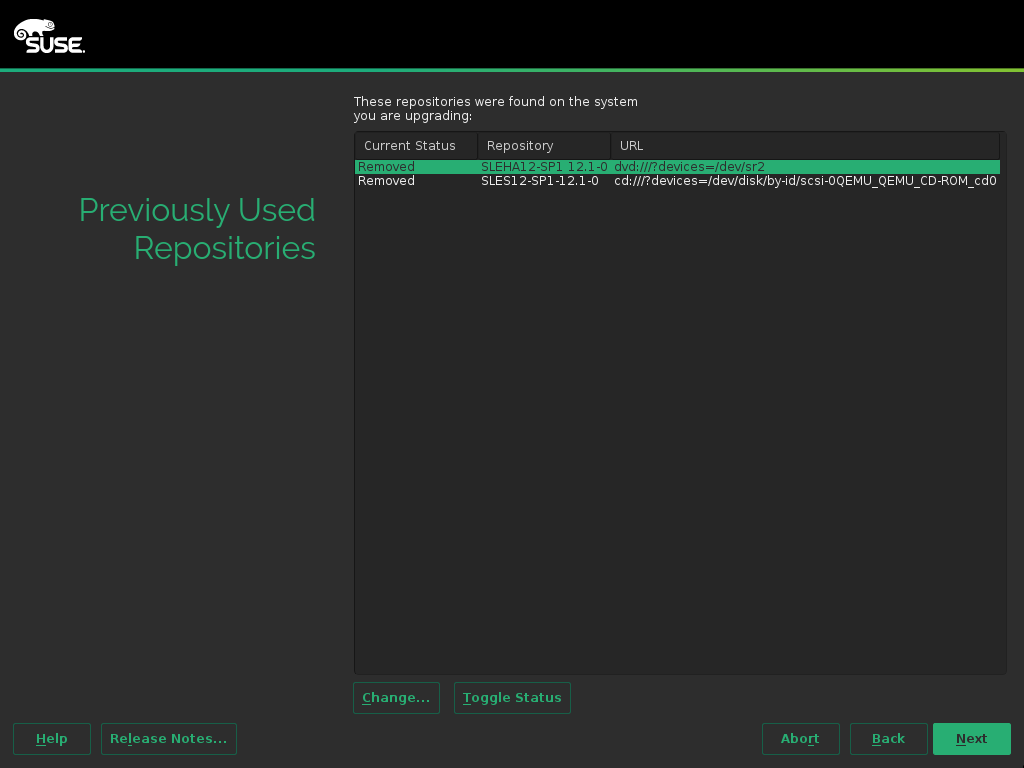 SUSE.
These repositories were found on the system
you are upgrading:
Current Status Repository URL
Removed SLEHA12-SP1 12.1-0 dvd:///?devices=/dev/sr2
Removed SLES12-SP1-12.1-0 cd:///?devices=/dev/disk/by-id/scsi-0QEMU_QEMU_CD-ROM_cd0
Previously Used
Repositories
Change... Toggle Status
Help Release Notes... Abort Back Next